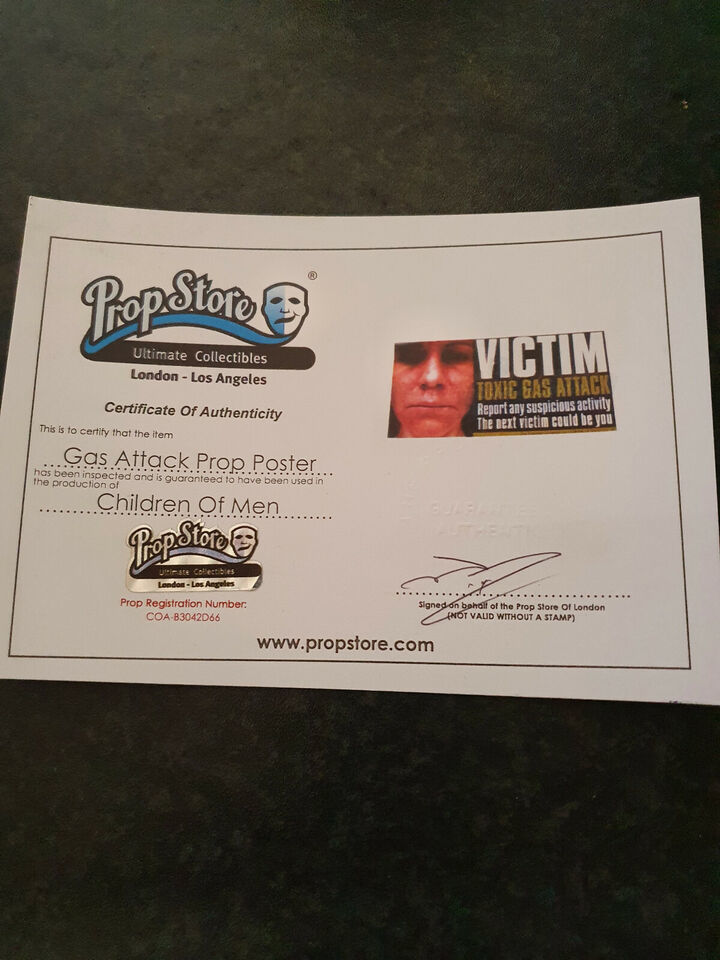 Prop Store ®
Ultimate Collectibles
London - Los Angeles
Certificate Of Authenticity
This is to certify that the item
Gas Attack Prop Poster
has been inspected and is guaranteed to have been used in
the production of
Children Of Men
Prop Store
Ultimate Collectibles
London - Los Angeles
Prop Registration Number:
COA-B3042D66
VICTIM
TOXIC GAS ATTACK
Report any suspicious activity
The next victim could be you
GUARANTEED
Signed on behalf of the Prop Store Of London
(NOT VALID WITHOUT A STAMP)
www.propstore.com